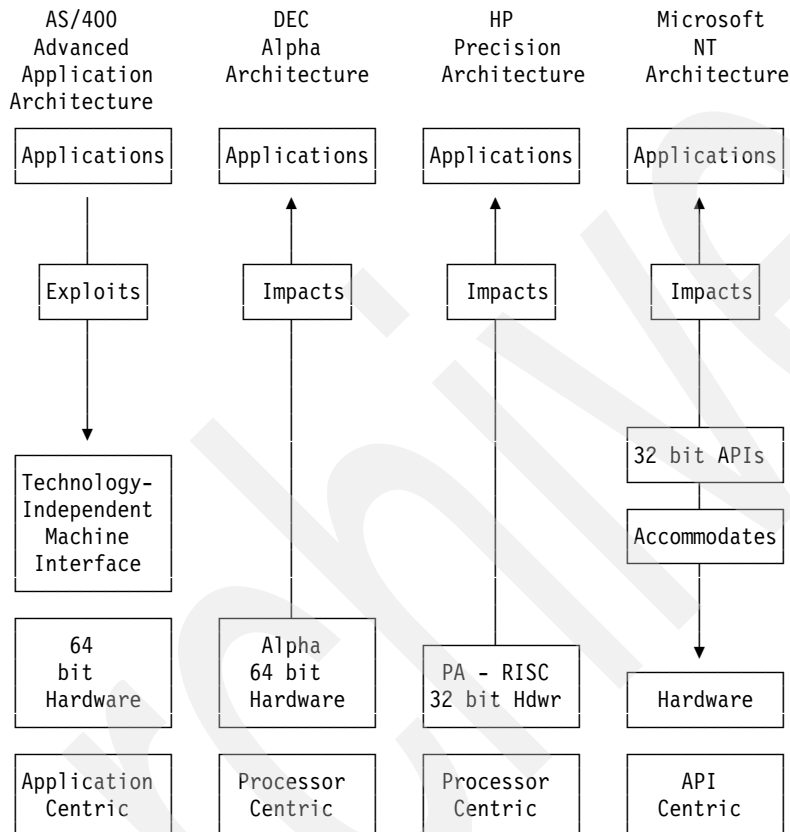 AS/400
Advanced
Application
Architecture
DEC
Alpha
Architecture
HP
Precision
Architecture
Microsoft
NT
Architecture
Applications
Applications
Applications
Applications
Exploits
Impacts
Impacts
Impacts
32 bit APIs
Technology-
Independent
Machine
Interface
Accommodates
64
bit
Hardware
Alpha
64 bit
Hardware
PA - RISC
32 bit Hdwr
Hardware
Application
Centric
Processor
Centric
Processor
Centric
API
Centric